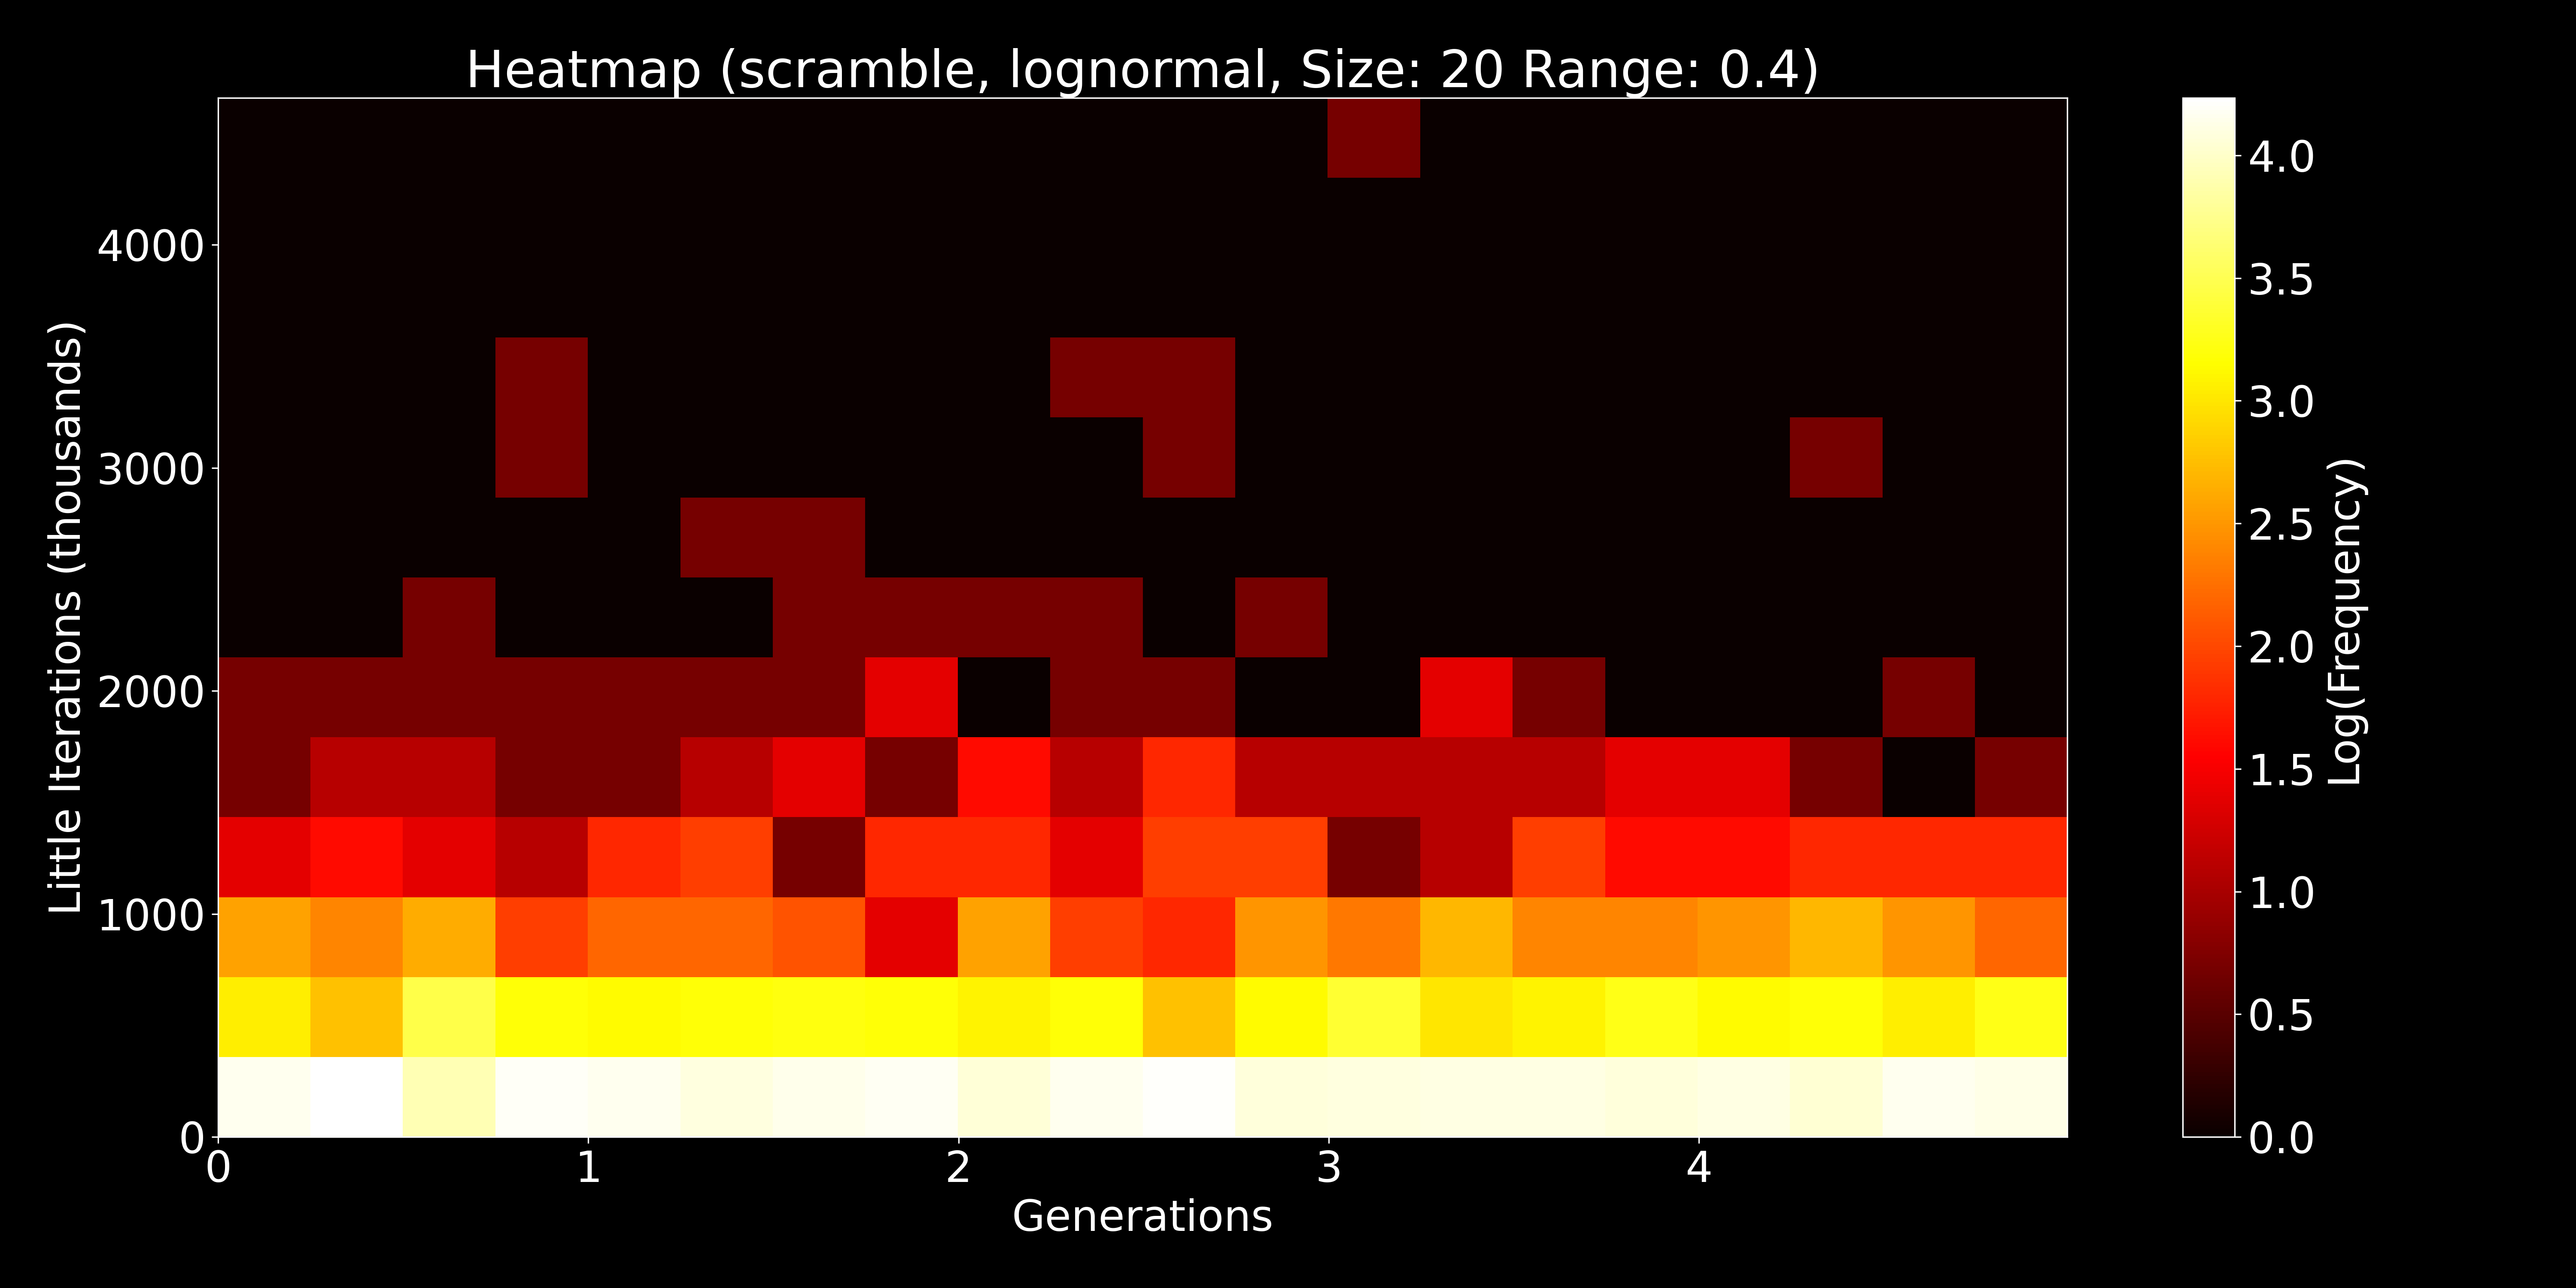 Heatmap (scramble, lognormal, Size: 20 Range: 0.4)
Little Iterations (thousands)
4000
3000
2000
1000
0
0 1 2 3 4
Generations
4.0
3.5
3.0
2.5
2.0
1.5
1.0
0.5
0.0
Log(Frequency)